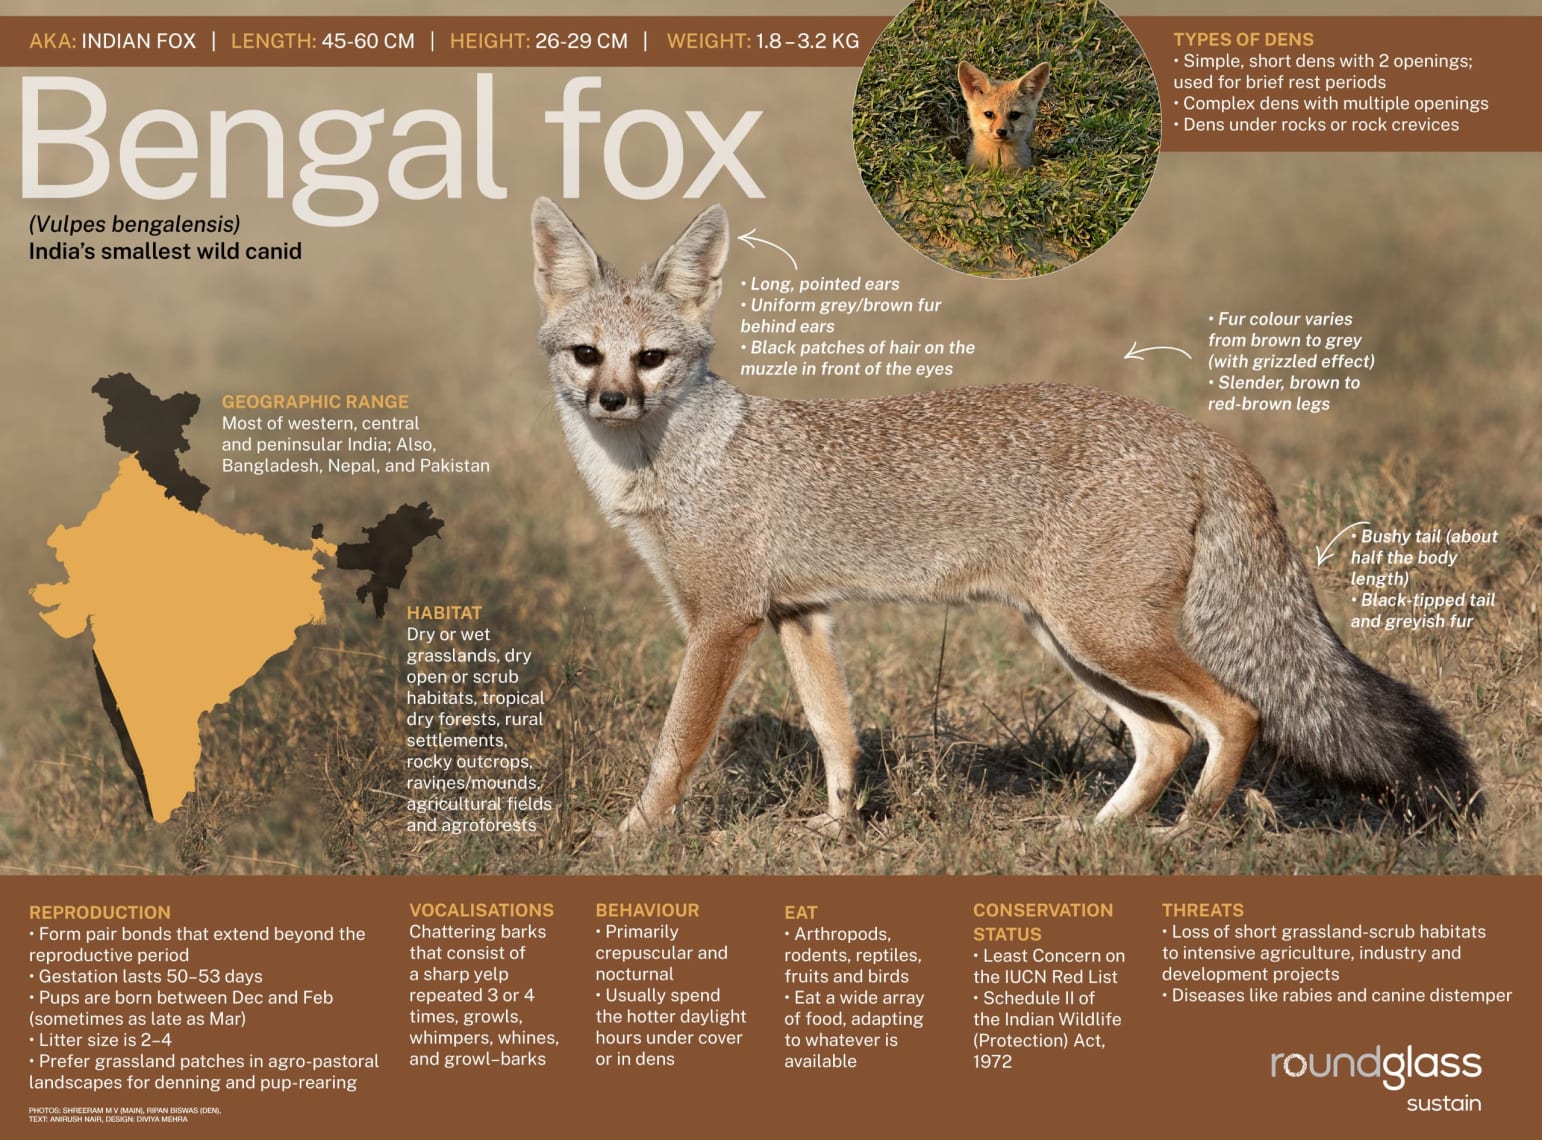 AKA: INDIAN FOX | LENGTH: 45-60 CM | HEIGHT: 26-29 CM | WEIGHT: 1.8–3.2 KG
Bengal fox
(Vulpes bengalensis)
India's smallest wild canid
TYPES OF DENS
• Simple, short dens with 2 openings;
used for brief rest periods
• Complex dens with multiple openings
• Dens under rocks or rock crevices
• Long, pointed ears
• Uniform grey/brown fur
behind ears
• Black patches of hair on the
muzzle in front of the eyes
• Fur colour varies
from brown to grey
(with grizzled effect)
• Slender, brown to
red-brown legs
• Bushy tail (about
half the body
length)
• Black-tipped tail
and greyish fur
GEOGRAPHIC RANGE
Most of western, central
and peninsular India; Also,
Bangladesh, Nepal, and Pakistan
HABITAT
Dry or wet
grasslands, dry
open or scrub
habitats, tropical
dry forests, rural
settlements,
rocky outcrops,
ravines/mounds,
agricultural fields
and agroforests
REPRODUCTION
• Form pair bonds that extend beyond the
reproductive period
• Gestation lasts 50–53 days
• Pups are born between Dec and Feb
(sometimes as late as Mar)
• Litter size is 2–4
• Prefer grassland patches in agro-pastoral
landscapes for denning and pup-rearing
VOCALISATIONS
Chattering barks
that consist of
a sharp yelp
repeated 3 or 4
times, growls,
whimpers, whines,
and growl–barks
BEHAVIOUR
• Primarily
crepuscular and
nocturnal
• Usually spend
the hotter daylight
hours under cover
or in dens
EAT
• Arthropods,
rodents, reptiles,
fruits and birds
• Eat a wide array
of food, adapting
to whatever is
available
CONSERVATION
STATUS
• Least Concern on
the IUCN Red List
• Schedule II of
the Indian Wildlife
(Protection) Act,
1972
THREATS
• Loss of short grassland-scrub habitats
to intensive agriculture, industry and
development projects
• Diseases like rabies and canine distemper
roundglass
sustain
PHOTOS: SHREERAM M V (MAIN), RIPAN BISWAS (DEN),
TEXT: ANIRUSH NAIR, DESIGN: DIVIYA MEHRA